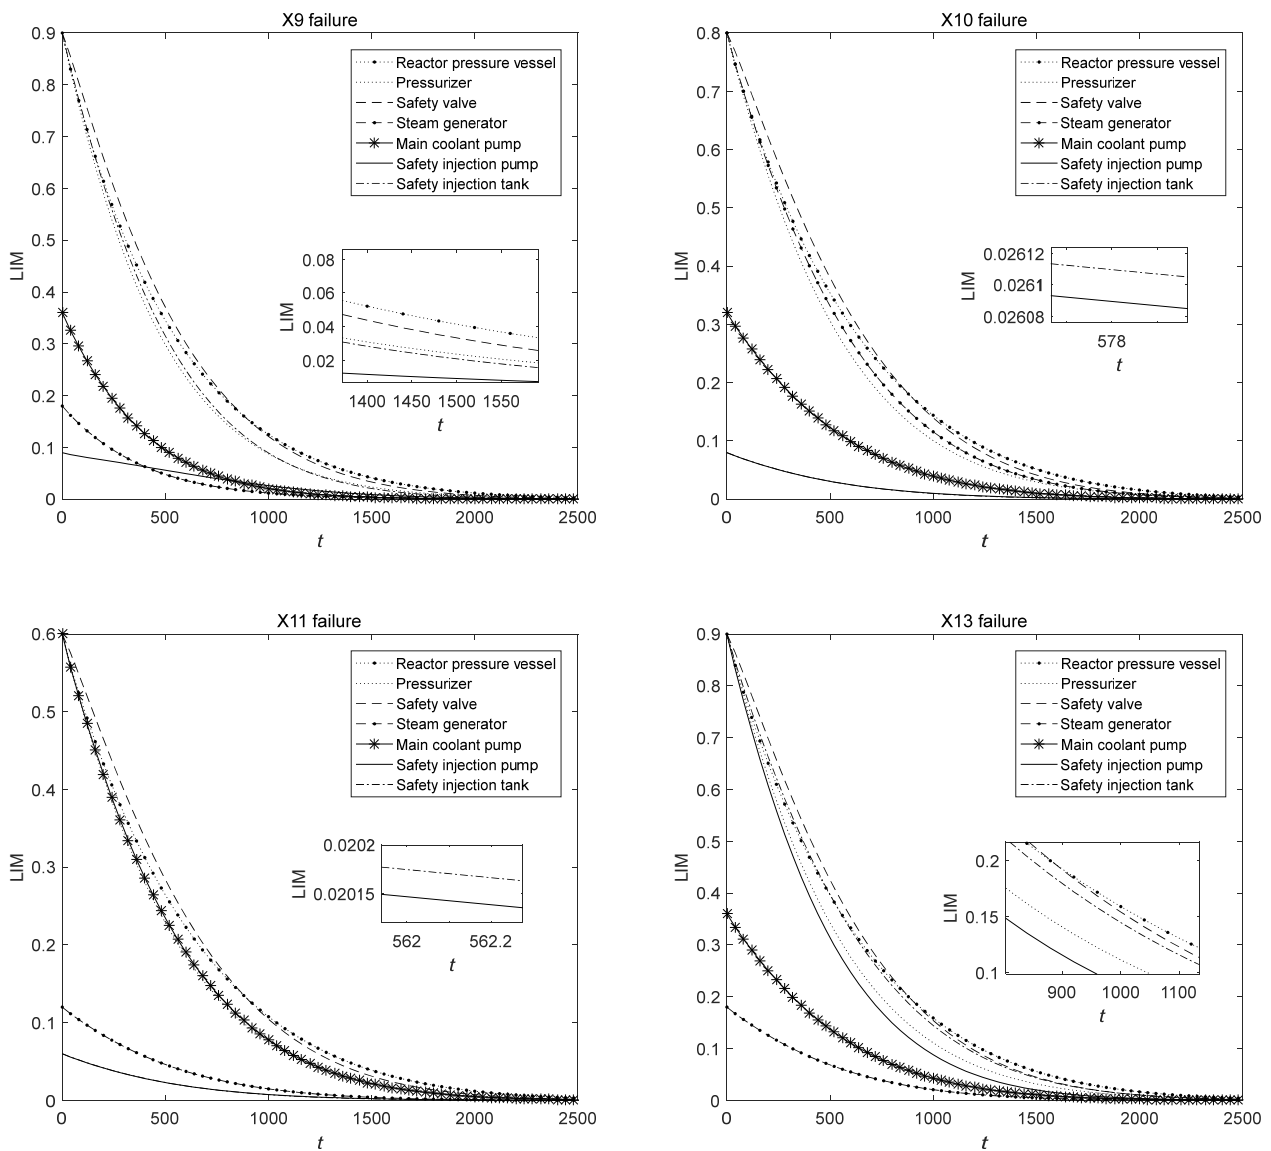 X9 failure
0.9
0.8
0.7
0.6
0.5
0.4
0.3
0.2
0.1
0
LIM
0
500
1000
1500
2000
2500
t
Reactor pressure vessel
Pressurizer
Safety valve
Steam generator
Main coolant pump
Safety injection pump
Safety injection tank
0.08
0.06
0.04
0.02
LIM
1400
1450
1500
1550
t
X10 failure
0.8
0.7
0.6
0.5
0.4
0.3
0.2
0.1
0
LIM
0
500
1000
1500
2000
2500
t
Reactor pressure vessel
Pressurizer
Safety valve
Steam generator
Main coolant pump
Safety injection pump
Safety injection tank
0.02612
0.0261
0.02608
LIM
578
t
X11 failure
0.6
0.5
0.4
0.3
0.2
0.1
0
LIM
0
500
1000
1500
2000
2500
t
Reactor pressure vessel
Pressurizer
Safety valve
Steam generator
Main coolant pump
Safety injection pump
Safety injection tank
0.0202
0.02015
LIM
562
562.2
t
X13 failure
0.9
0.8
0.7
0.6
0.5
0.4
0.3
0.2
0.1
0
LIM
0
500
1000
1500
2000
2500
t
Reactor pressure vessel
Pressurizer
Safety valve
Steam generator
Main coolant pump
Safety injection pump
Safety injection tank
0.2
0.15
0.1
LIM
900
1000
1100
t